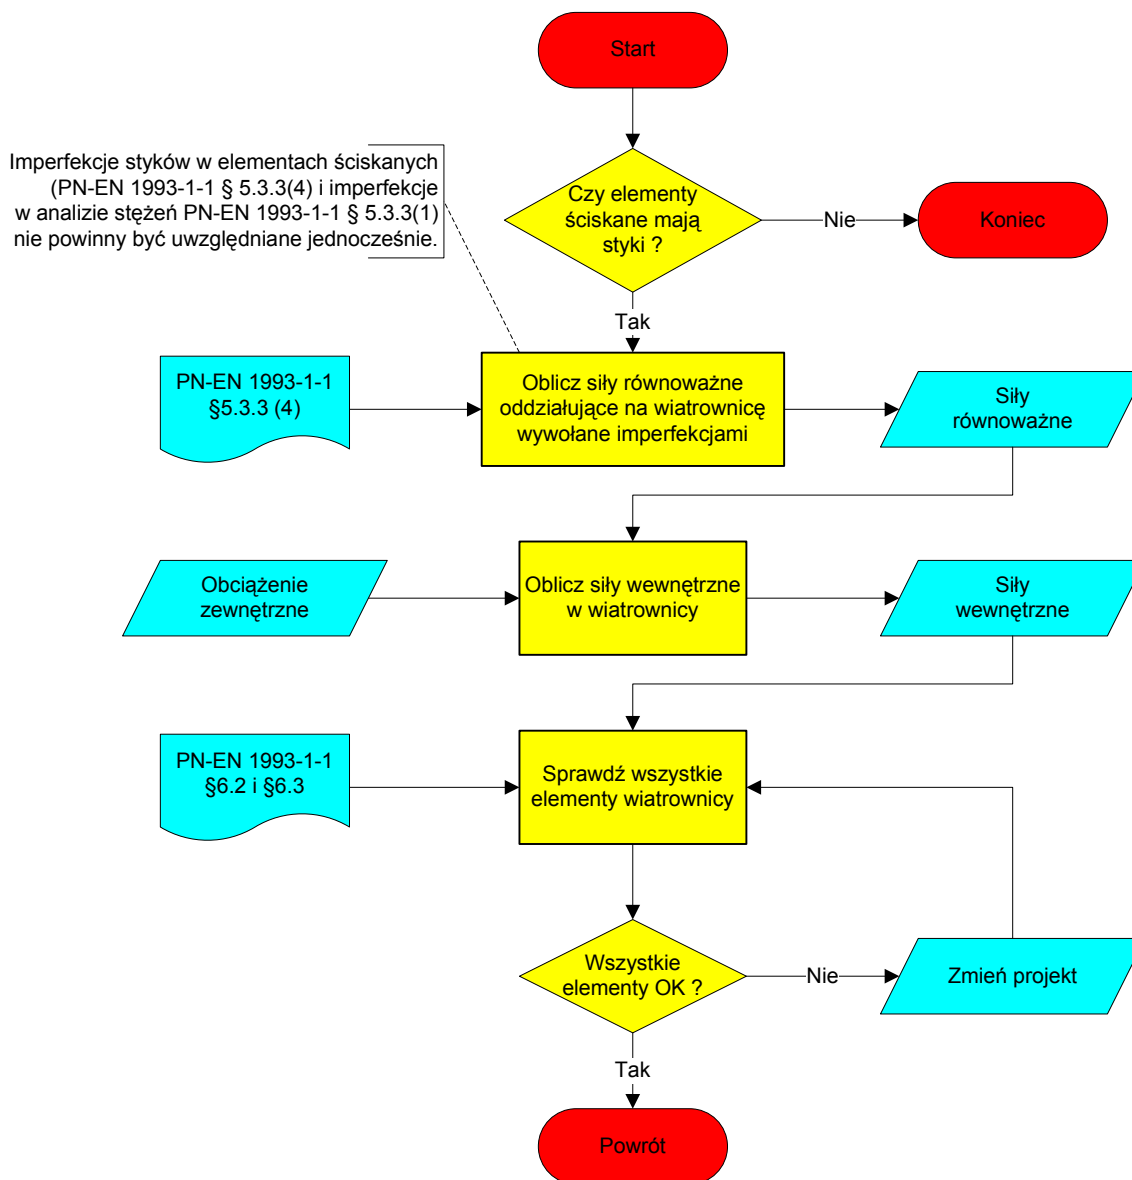 Start
Imperfekcje styków w elementach ściskanych
(PN-EN 1993-1-1 § 5.3.3(4) i imperfekcje
w analizie stężeń PN-EN 1993-1-1 § 5.3.3(1)
nie powinny być uwzględniane jednocześnie.
Czy elementy
ściskane mają
styki ?
Nie
Koniec
Tak
PN-EN 1993-1-1
§5.3.3 (4)
Oblicz siły równoważne
oddziałujące na wiatrownicę
wywołane imperfekcjami
Siły
równoważne
Obciążenie
zewnętrzne
Oblicz siły wewnętrzne
w wiatrownicy
Siły
wewnętrzne
PN-EN 1993-1-1
§6.2 i §6.3
Sprawdź wszystkie
elementy wiatrownicy
Wszystkie
elementy OK ?
Nie
Zmień projekt
Tak
Powrót